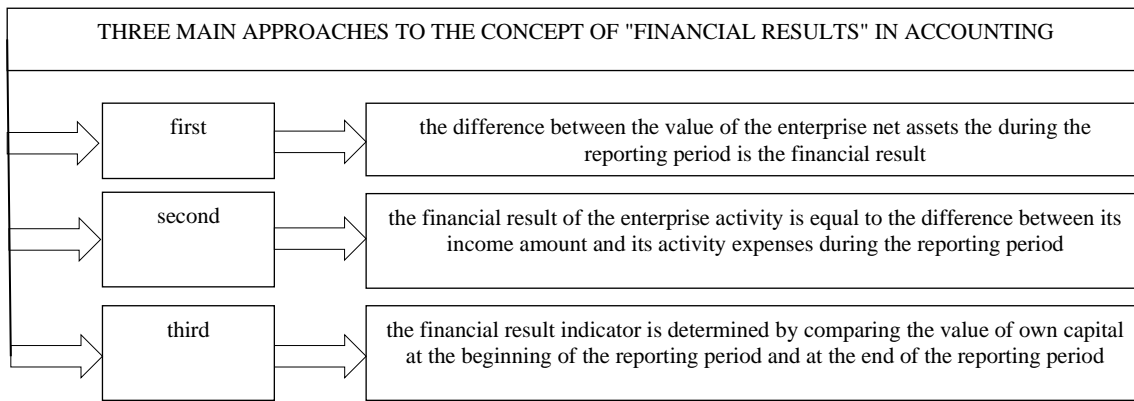 THREE MAIN APPROACHES TO THE CONCEPT OF "FINANCIAL RESULTS" IN ACCOUNTING
first
the difference between the value of the enterprise net assets the during the
reporting period is the financial result
second
the financial result of the enterprise activity is equal to the difference between its
income amount and its activity expenses during the reporting period
third
the financial result indicator is determined by comparing the value of own capital
at the beginning of the reporting period and at the end of the reporting period